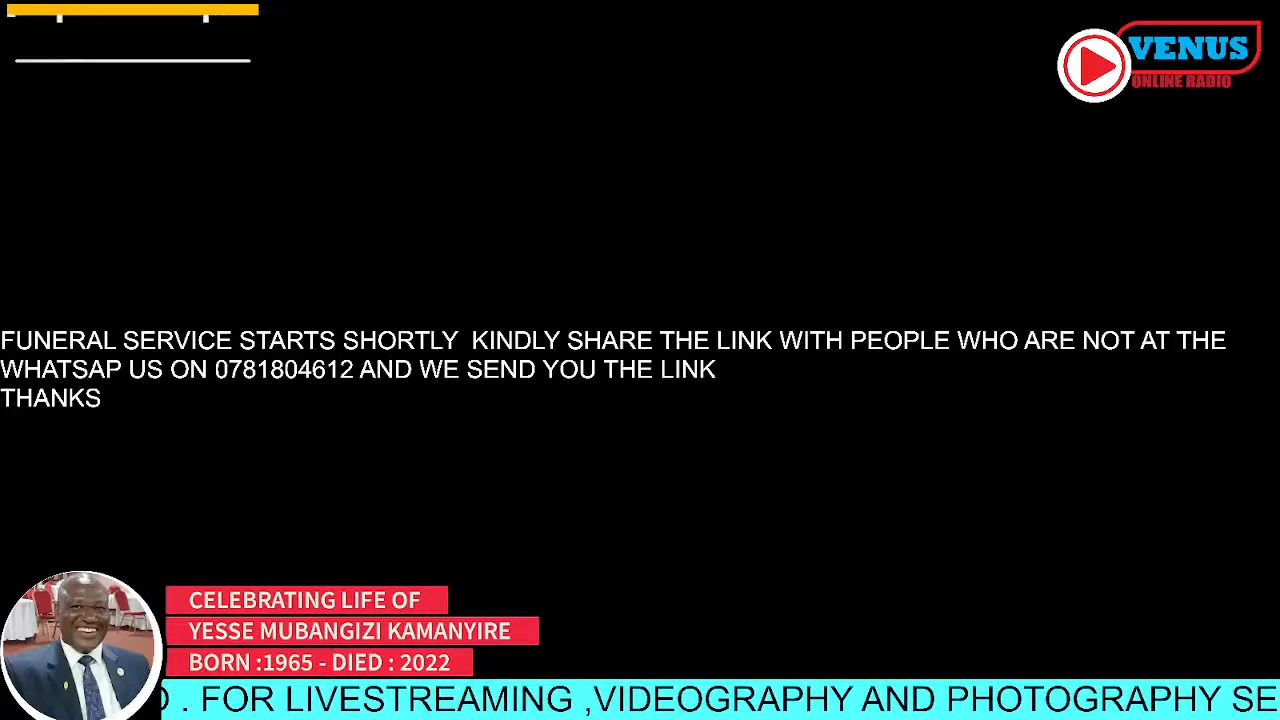 VENUS
ONLINE RADIO
FUNERAL SERVICE STARTS SHORTLY  KINDLY SHARE THE LINK WITH PEOPLE WHO ARE NOT AT THE
WHATSAP US ON 0781804612 AND WE SEND YOU THE LINK
THANKS
CELEBRATING LIFE OF
YESSE MUBANGIZI KAMANYIRE
BORN :1965 - DIED : 2022
. FOR LIVESTREAMING ,VIDEOGRAPHY AND PHOTOGRAPHY SE